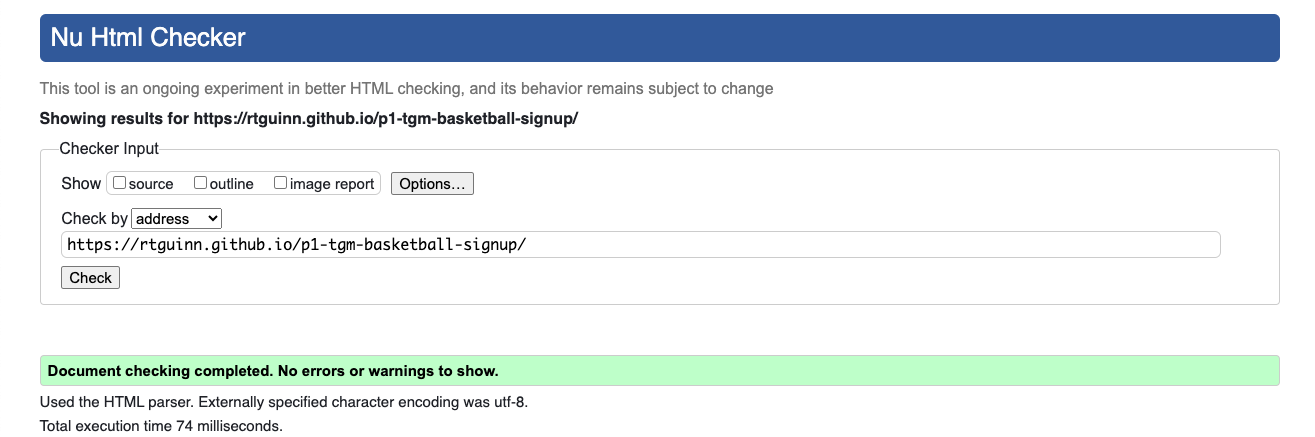 Nu Html Checker
This tool is an ongoing experiment in better HTML checking, and its behavior remains subject to change
Showing results for https://rtguinn.github.io/p1-tgm-basketball-signup/
Checker Input
Show source outline image report Options...
Check by address
https://rtguinn.github.io/p1-tgm-basketball-signup/
Check
Document checking completed. No errors or warnings to show.
Used the HTML parser. Externally specified character encoding was utf-8.
Total execution time 74 milliseconds.